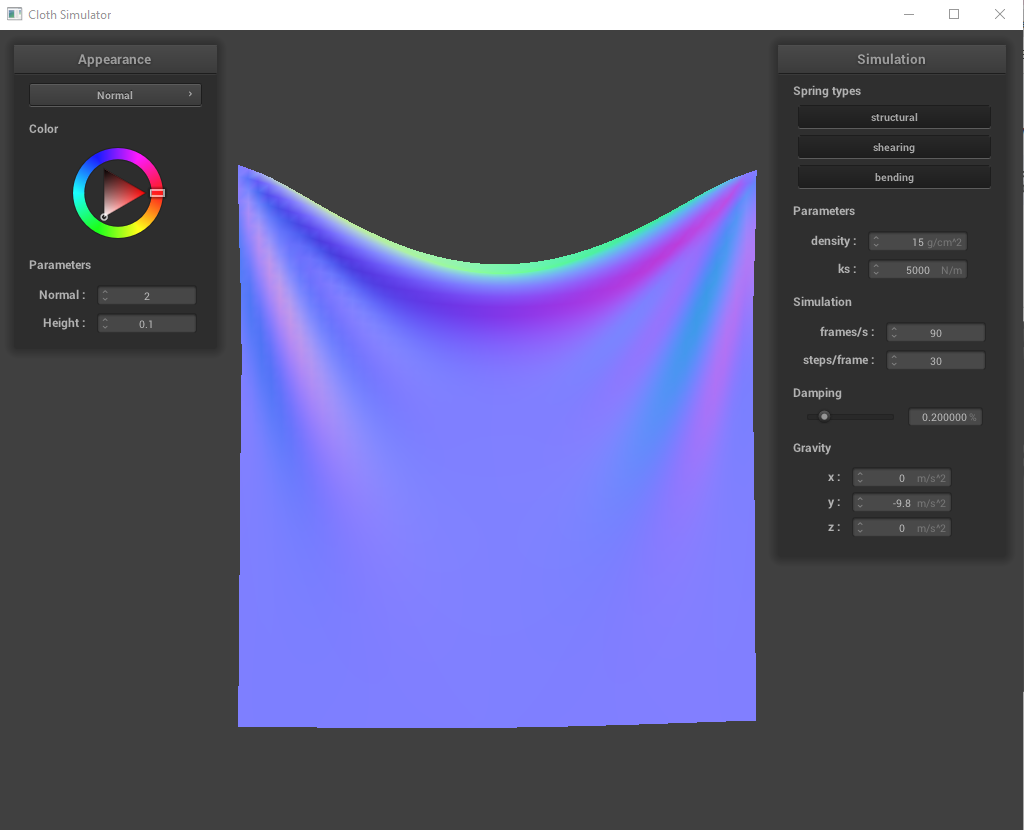 Cloth Simulator
Appearance
Normal
Color
Parameters
Normal : 2
Height : 0.1
Simulation
Spring types
structural
shearing
bending
Parameters
density : 15 g/cm^2
ks : 5000 N/m
Simulation
frames/s : 90
steps/frame : 30
Damping
0.200000 %
Gravity
x : 0 m/s^2
y : -9.8 m/s^2
z : 0 m/s^2